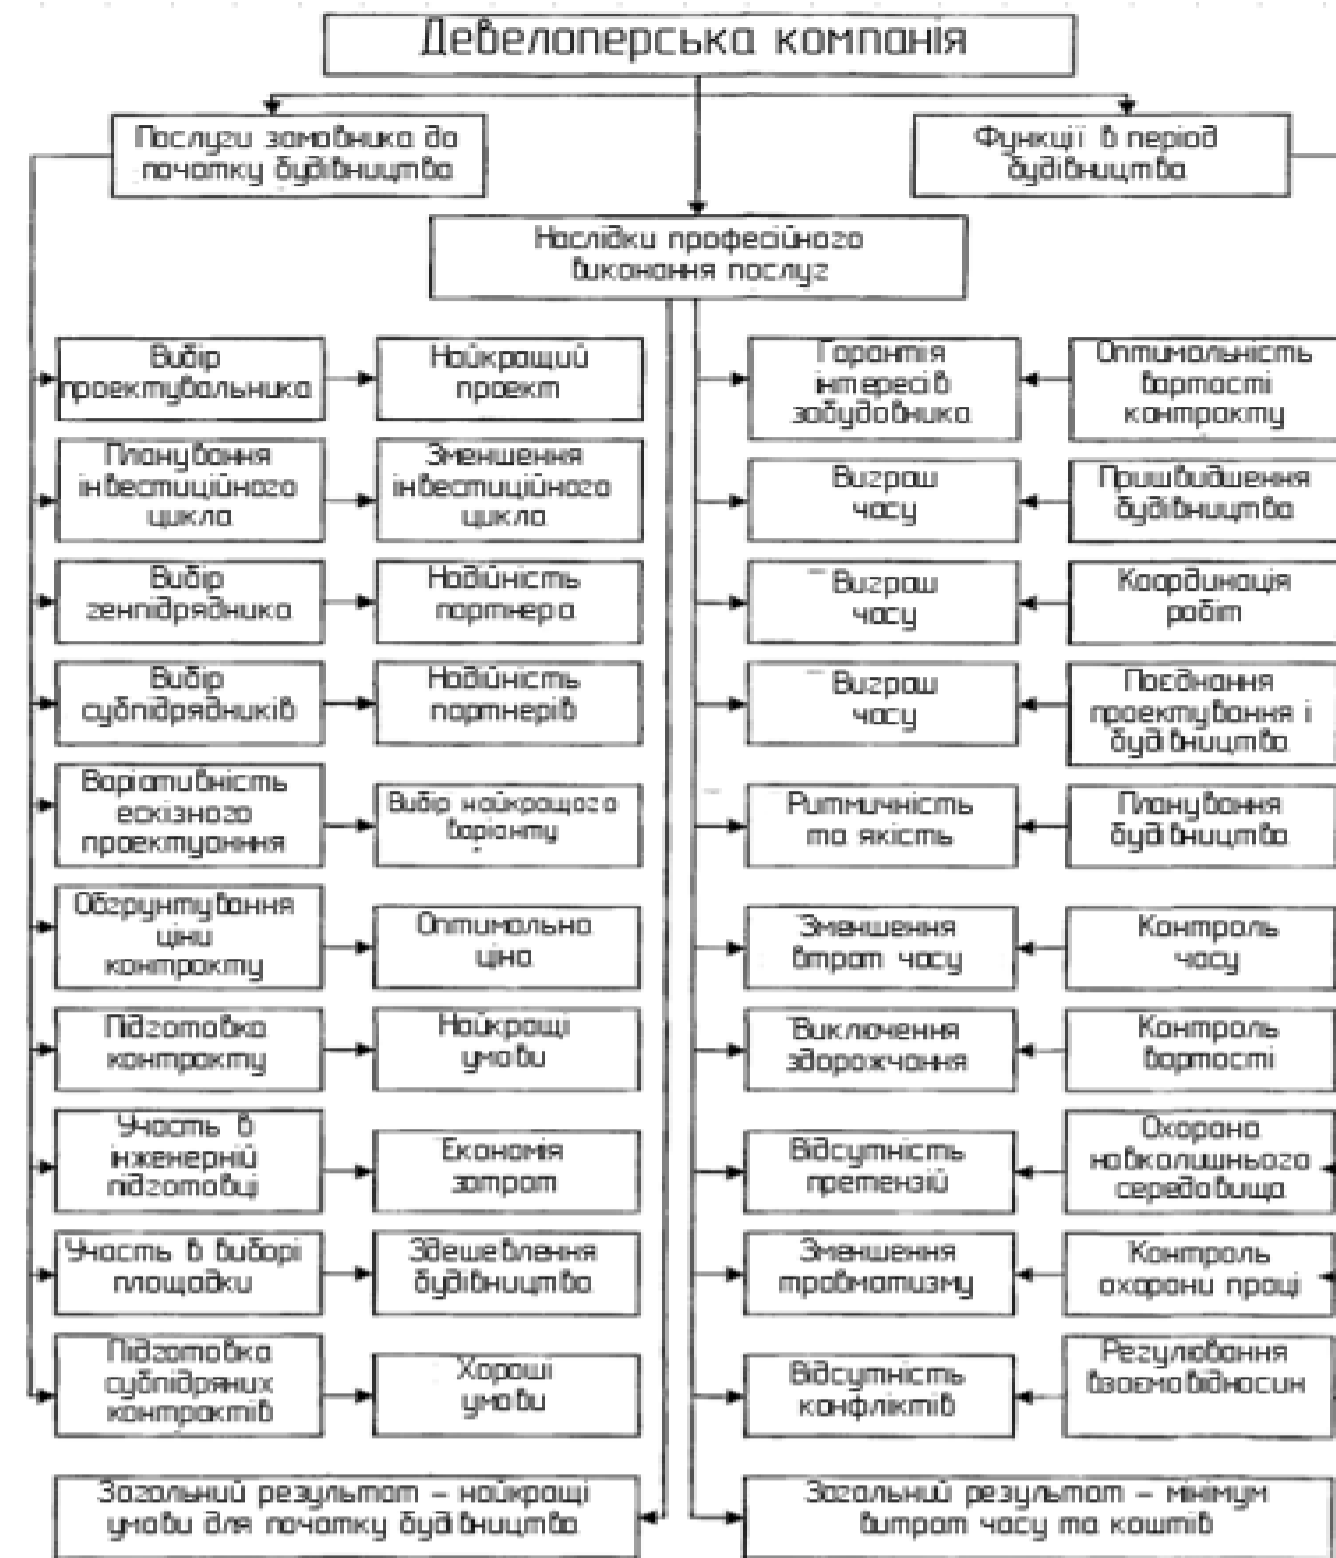 Девелоперська компанія
Послуги замовника до
початку будівництва
Функції в період
будівництва
Наслідки професійного
виконання послуг
Вибір
проектувальника
Найкращий
проект
Гарантія
інтересів
забудовника
Оптимальність
вартості
контракту
Планування
інвестиційного
цикла
Зменшення
інвестиційного
цикла
Виграш
часу
Пришвидшення
будівництва
Вибір
генпідрядника
Надійність
партнера
Виграш
часу
Координація
робіт
Вибір
субпідрядників
Надійність
партнерів
Виграш
часу
Поєднання
проектування і
будівництва
Варіативність
ескізного
проектуанння
Вибір найкращого
варіанту
Ритмичність
та якість
Планування
будівництва
Обгрунтування
ціни
контракту
Оптимальна
ціна
Зменшення
втрат часу
Контроль
часу
Підготовка
контракту
Найкращі
умови
Виключення
здорожчання
Контроль
вартості
Участь в
інженерній
підготовці
Економія
затрат
Відсутність
претензій
Охорона
навколишнього
середовища
Участь в виборі
площадки
Здешевлення
будівництва
Зменшення
травматизму
Контроль
охорони праці
Підготовка
субпідряних
контрактів
Хороші
умови
Відсутність
конфліктів
Регулювання
взаємовідносин
Загальний результат – найкращі
умови для початку будівництва
Загальний результат – мінімум
витрат часу та коштів